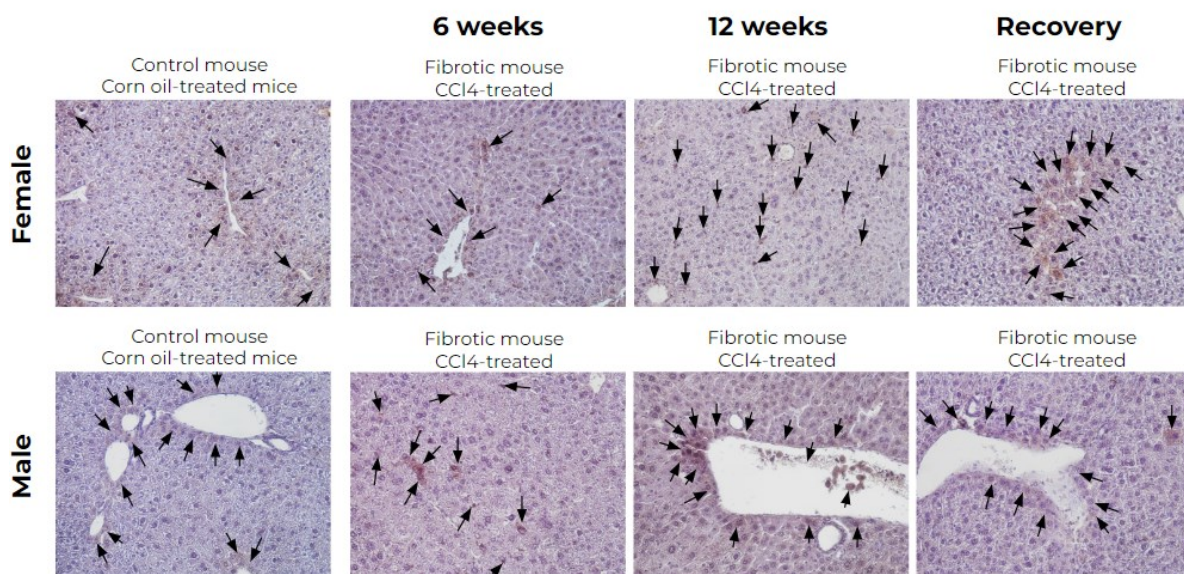 6 weeks
12 weeks
Recovery
Control mouse
Corn oil-treated mice
Fibrotic mouse
CCl4-treated
Fibrotic mouse
CCl4-treated
Fibrotic mouse
CCl4-treated
Female
Control mouse
Corn oil-treated mice
Fibrotic mouse
CCl4-treated
Fibrotic mouse
CCl4-treated
Fibrotic mouse
CCl4-treated
Male